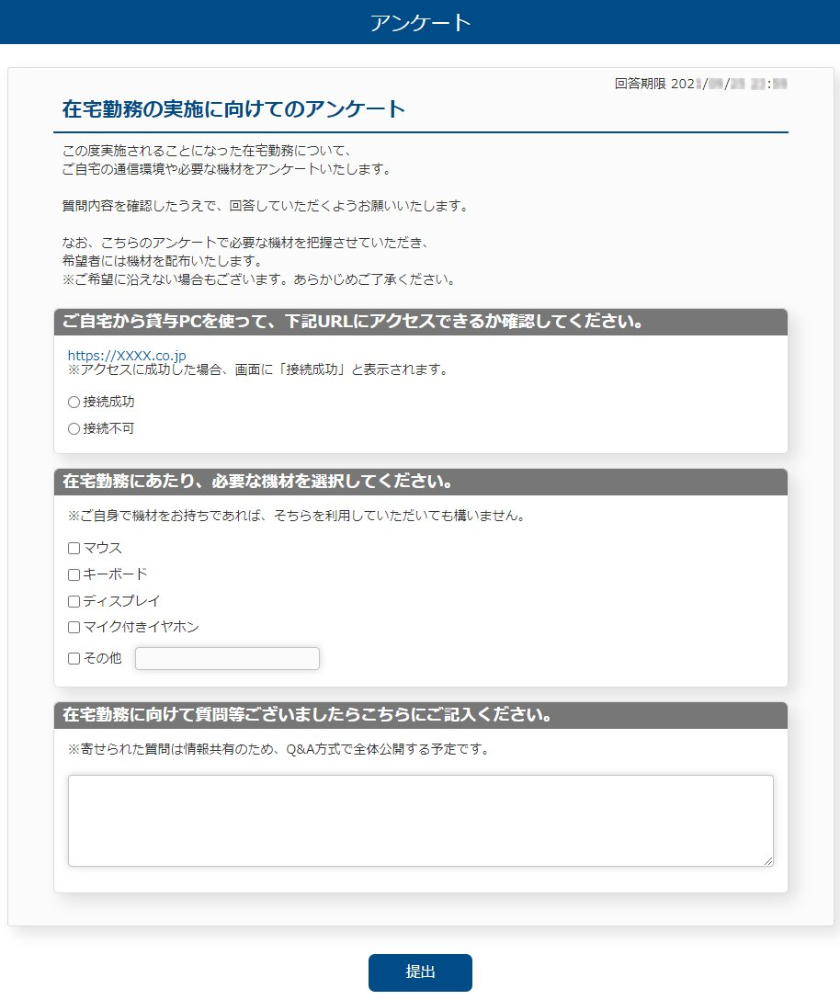 アンケート
回答期限 2021/
在宅勤務の実施に向けてのアンケート
この度実施されることになった在宅勤務について、
ご自宅の通信環境や必要な機材をアンケートいたします。
質問内容を確認したうえで、回答していただくようお願いいたします。
なお、こちらのアンケートで必要な機材を把握させていただき、
希望者には機材を配布いたします。
※ご希望に沿えない場合もございます。あらかじめご了承ください。
ご自宅から貸与PCを使って、下記URLにアクセスできるか確認してください。
https://XXXX.co.jp
※アクセスに成功した場合、画面に「接続成功」と表示されます。
接続成功
接続不可
在宅勤務にあたり、必要な機材を選択してください。
※ご自身で機材をお持ちであれば、そちらを利用していただいても構いません。
マウス
キーボード
ディスプレイ
マイク付きイヤホン
その他
在宅勤務に向けて質問等ございましたらこちらにご記入ください。
※寄せられた質問は情報共有のため、Q&A方式で全体公開する予定です。
提出